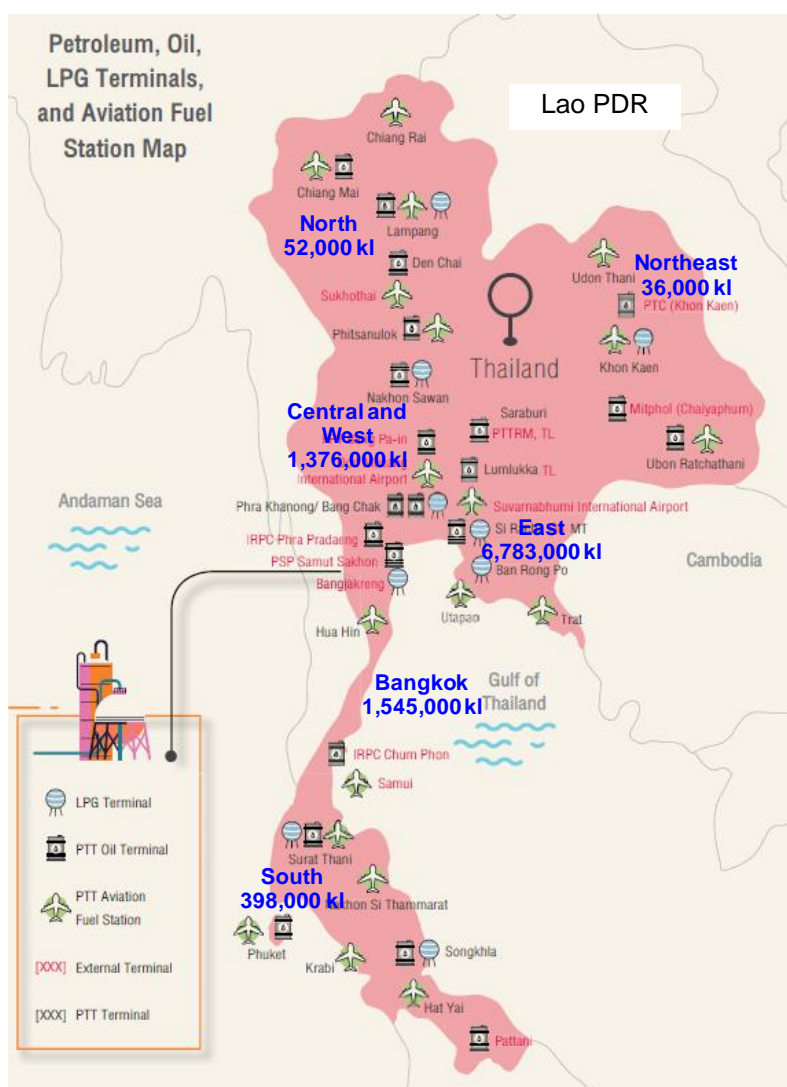 Petroleum, Oil,
LPG Terminals,
and Aviation Fuel
Station Map
Lao PDR
Chiang Rai
Chiang Mai
Lampang
North
52,000 kl
Den Chai
Udon Thani
Northeast
36,000 kl
Sukhothai
PTC (Khon Kaen)
Phitsanulok
Khon Kaen
Thailand
Nakhon Sawan
Mitphol (Chaiyaphum)
Saraburi
PTTRM, TL
Central and
West
1,376,000 kl
Pa-in
International Airport
Ubon Ratchathani
Lumlukka TL
Andaman Sea
Phra Khanong/ Bang Chak
Suvarnabhumi International Airport
IRPC Phra Pradaeng
MT
East
6,783,000 kl
PSP Samut Sakhon
Cambodia
Bangjakreng
Ban Rong Po
Utapao
Trat
Hua Hin
Bangkok
1,545,000 kl
Gulf of
Thailand
IRPC Chum Phon
Samui
LPG Terminal
PTT Oil Terminal
Surat Thani
South
398,000 kl
Si Thammarat
PTT Aviation
Fuel Station
Phuket
Krabi
Songkhla
[XXX] External Terminal
Hat Yai
[XXX] PTT Terminal
Pattani